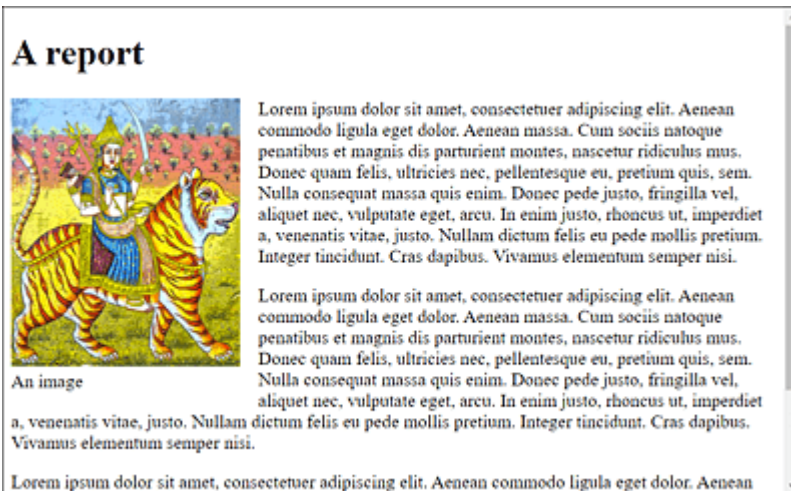 A report
Lorem ipsum dolor sit amet, consectetuer adipiscing elit. Aenean
commodo ligula eget dolor. Aenean massa. Cum sociis natoque
penatibus et magnis dis parturient montes, nascetur ridiculus mus.
Donec quam felis, ultricies nec, pellentesque eu, pretium quis, sem.
Nulla consequat massa quis enim. Donec pede justo, fringilla vel,
aliquet nec, vulputate eget, arcu. In enim justo, rhoncus ut, imperdiet
a, venenatis vitae, justo. Nullam dictum felis eu pede mollis pretium.
Integer tincidunt. Cras dapibus. Vivamus elementum semper nisi.
An image
Lorem ipsum dolor sit amet, consectetuer adipiscing elit. Aenean
commodo ligula eget dolor. Aenean massa. Cum sociis natoque
penatibus et magnis dis parturient montes, nascetur ridiculus mus.
Donec quam felis, ultricies nec, pellentesque eu, pretium quis, sem.
Nulla consequat massa quis enim. Donec pede justo, fringilla vel,
aliquet nec, vulputate eget, arcu. In enim justo, rhoncus ut, imperdiet
a, venenatis vitae, justo. Nullam dictum felis eu pede mollis pretium. Integer tincidunt. Cras dapibus.
Vivamus elementum semper nisi.
Lorem ipsum dolor sit amet, consectetuer adipiscing elit. Aenean commodo ligula eget dolor. Aenean